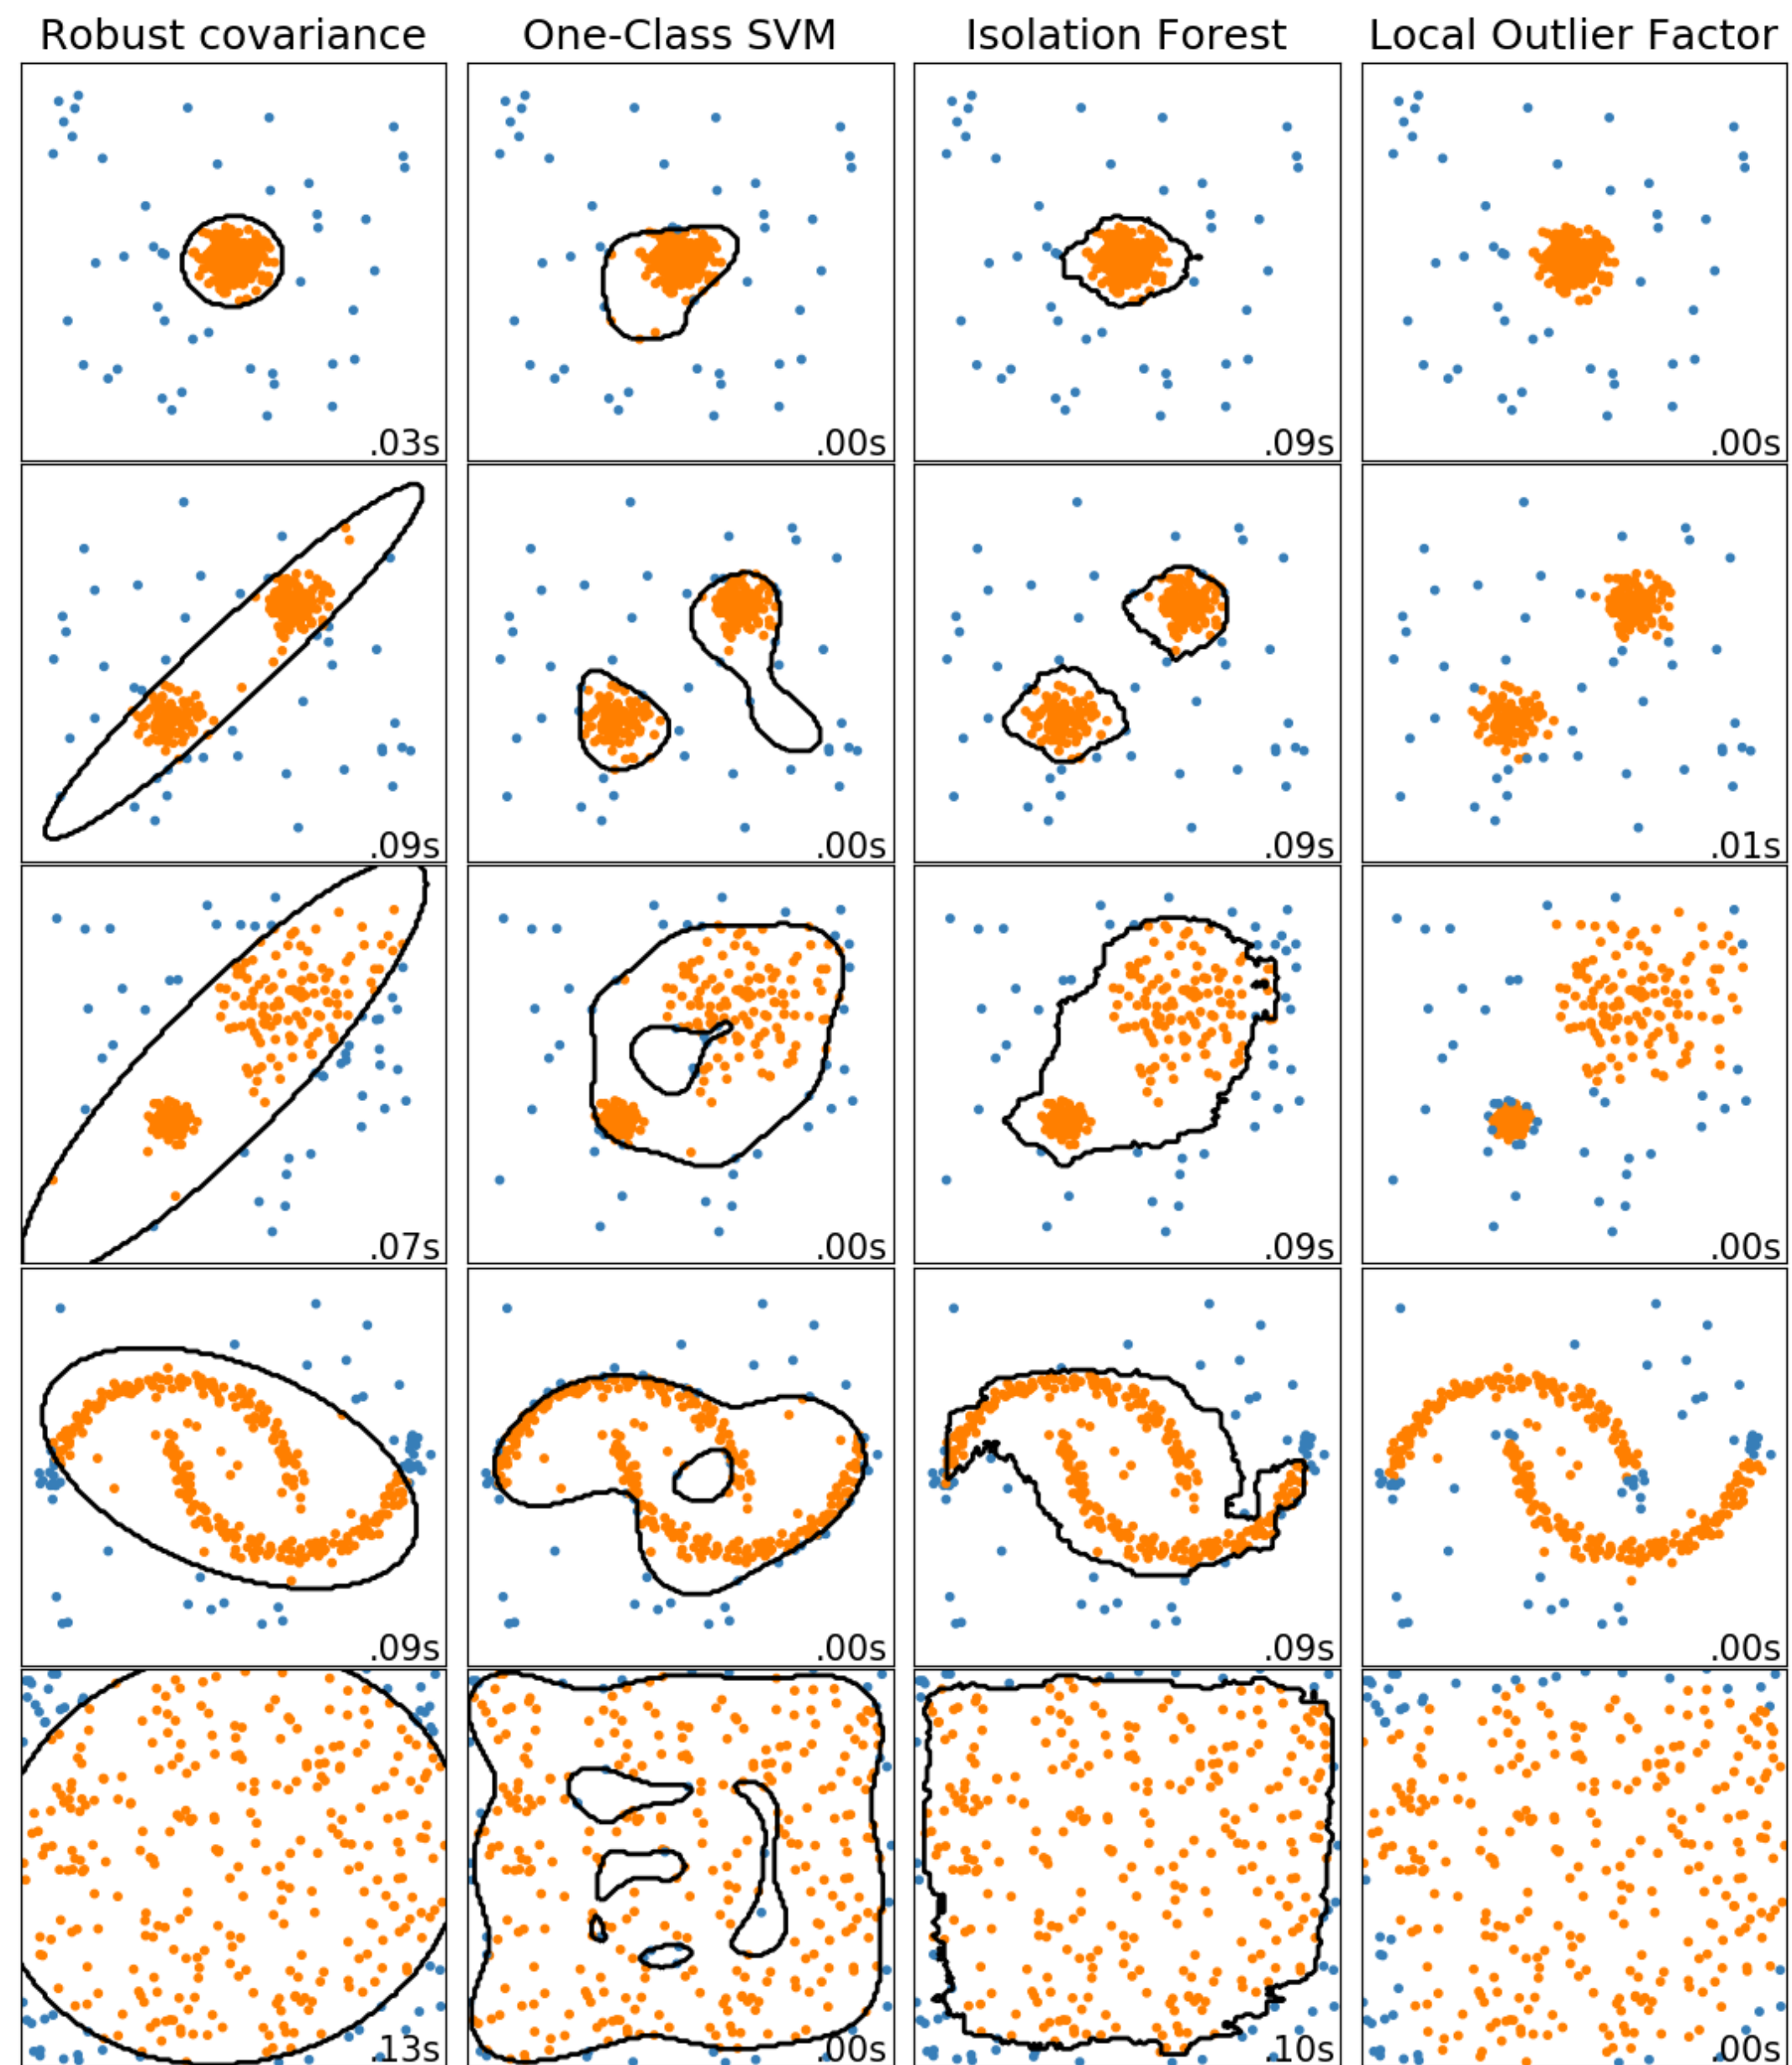 Robust covariance One-Class SVM Isolation Forest Local Outlier Factor
.03s .00s .09s .00s
.09s .00s .09s .01s
.07s .00s .09s .00s
.09s .00s .09s .00s
.13s .00s .10s .00s